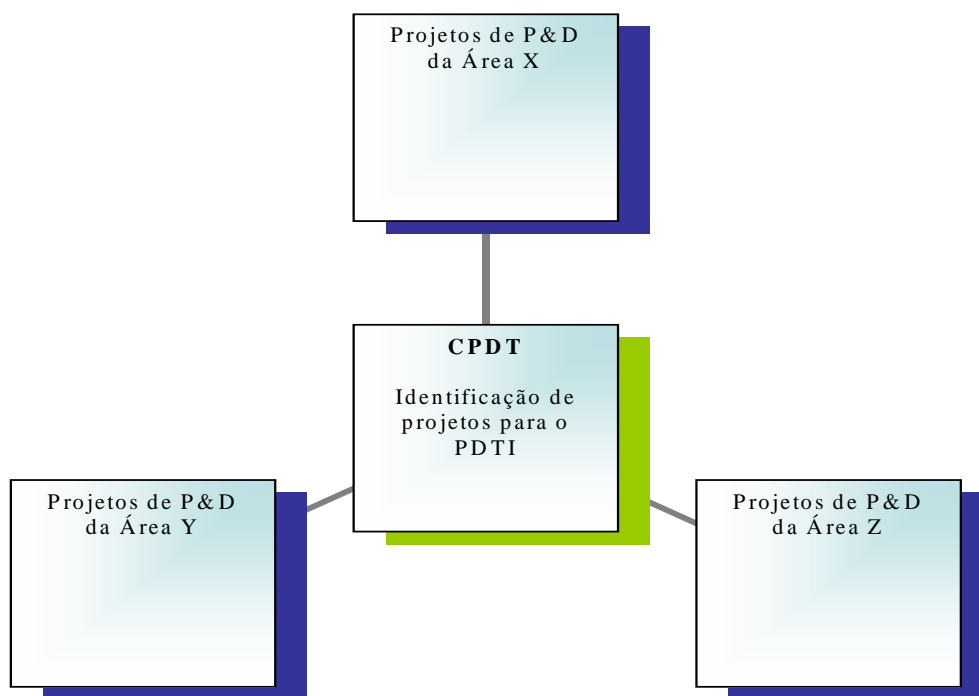 Projetos de P&D
da Área X
CPDT
Identificação de
projetos para o
PDTI
Projetos de P&D
da Área Y
Projetos de P&D
da Área Z